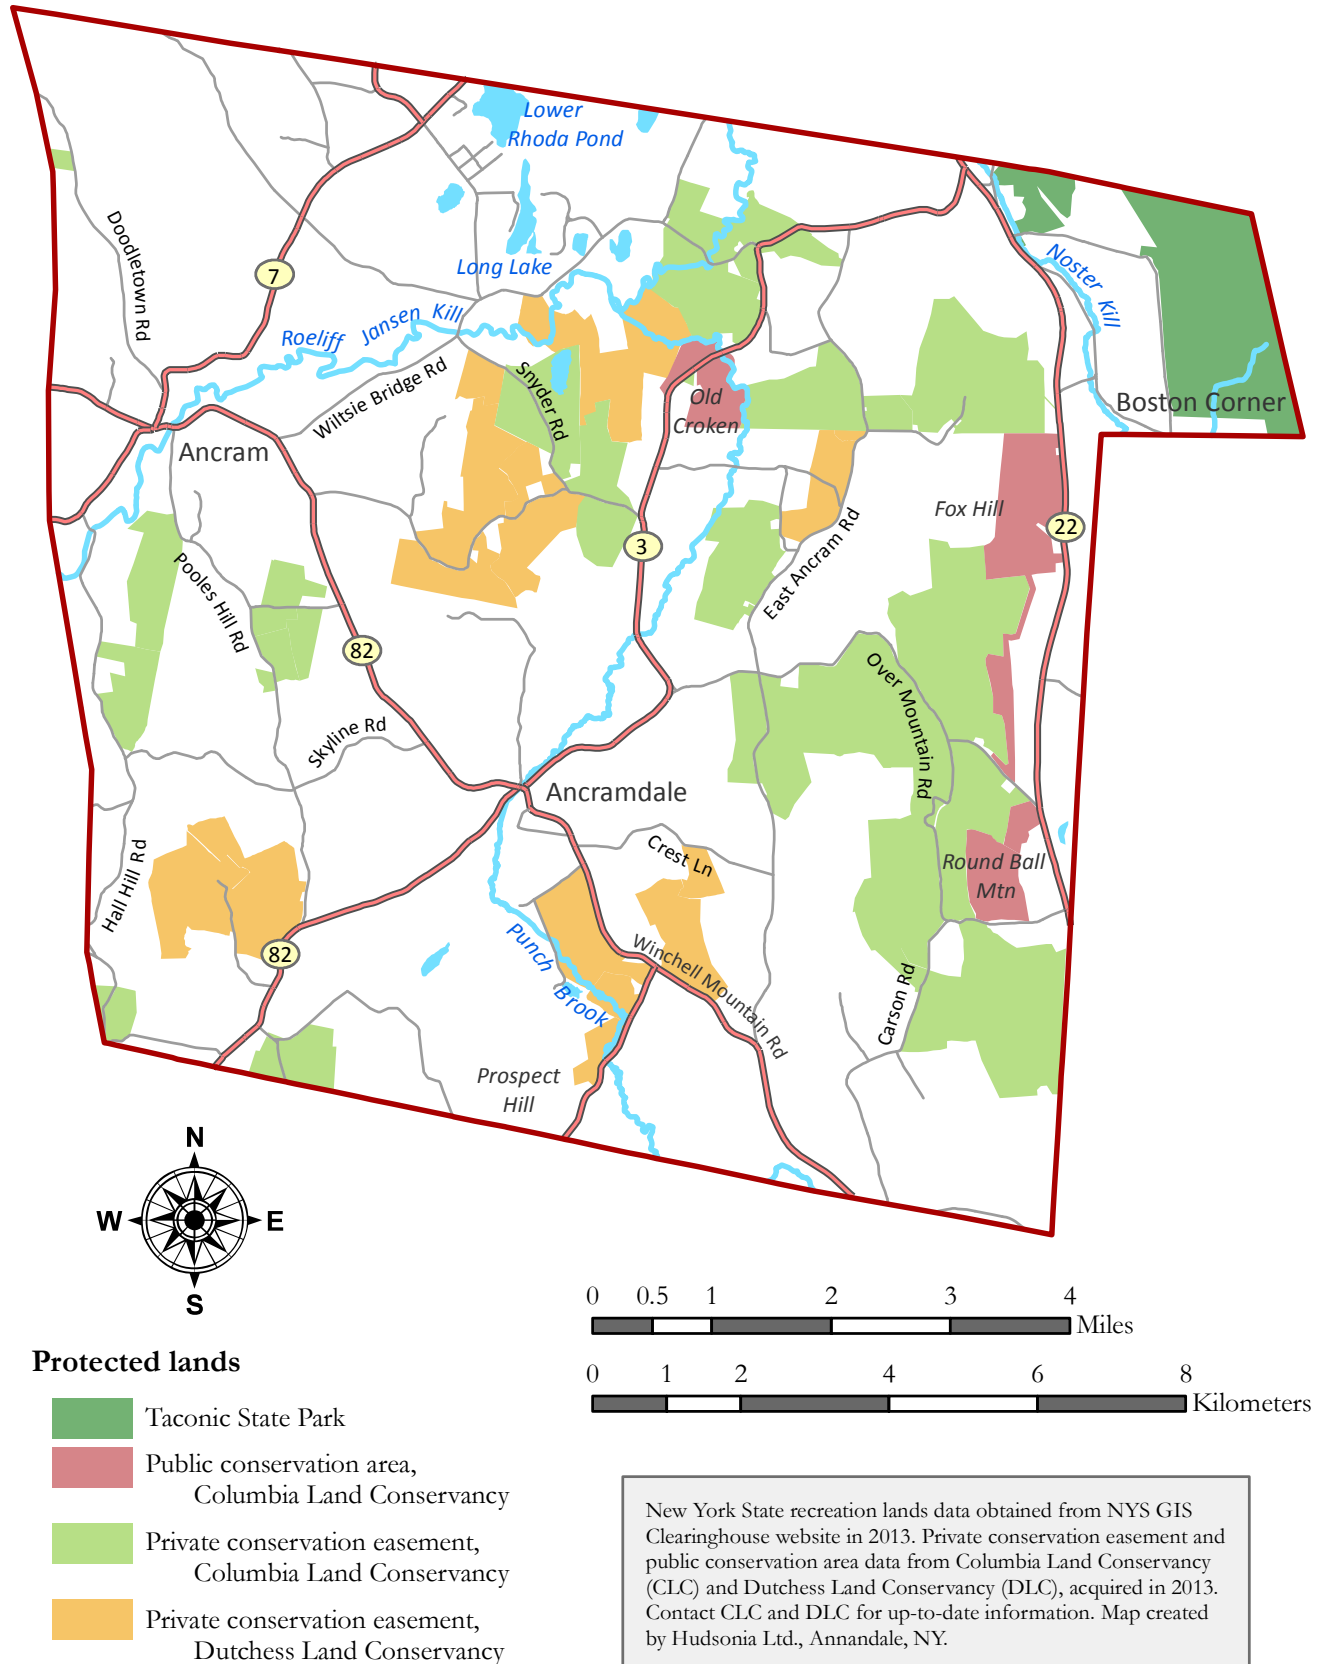 Lower
Rhoda Pond
Doodletown Rd
7
Long Lake
Noster Kill
Roeliff Jansen Kill
Wiltsie Bridge Rd
Snyder Rd
Old
Croken
Boston Corner
Ancram
Fox Hill
22
3
East Ancram Rd
Pooles Hill Rd
82
Over Mountain Rd
Skyline Rd
Ancramdale
Crest Ln
Round Ball
Mtn
Hall Hill Rd
82
Punch Brook
Winchell Mountain Rd
Carson Rd
Prospect
Hill
N
W E
S
0 0.5 1 2 3 4
Miles
0 1 2 4 6 8
Kilometers
Protected lands
Taconic State Park
Public conservation area,
Columbia Land Conservancy
Private conservation easement,
Columbia Land Conservancy
Private conservation easement,
Dutchess Land Conservancy
New York State recreation lands data obtained from NYS GIS
Clearinghouse website in 2013. Private conservation easement and
public conservation area data from Columbia Land Conservancy
(CLC) and Dutchess Land Conservancy (DLC), acquired in 2013.
Contact CLC and DLC for up-to-date information. Map created
by Hudsonia Ltd., Annandale, NY.